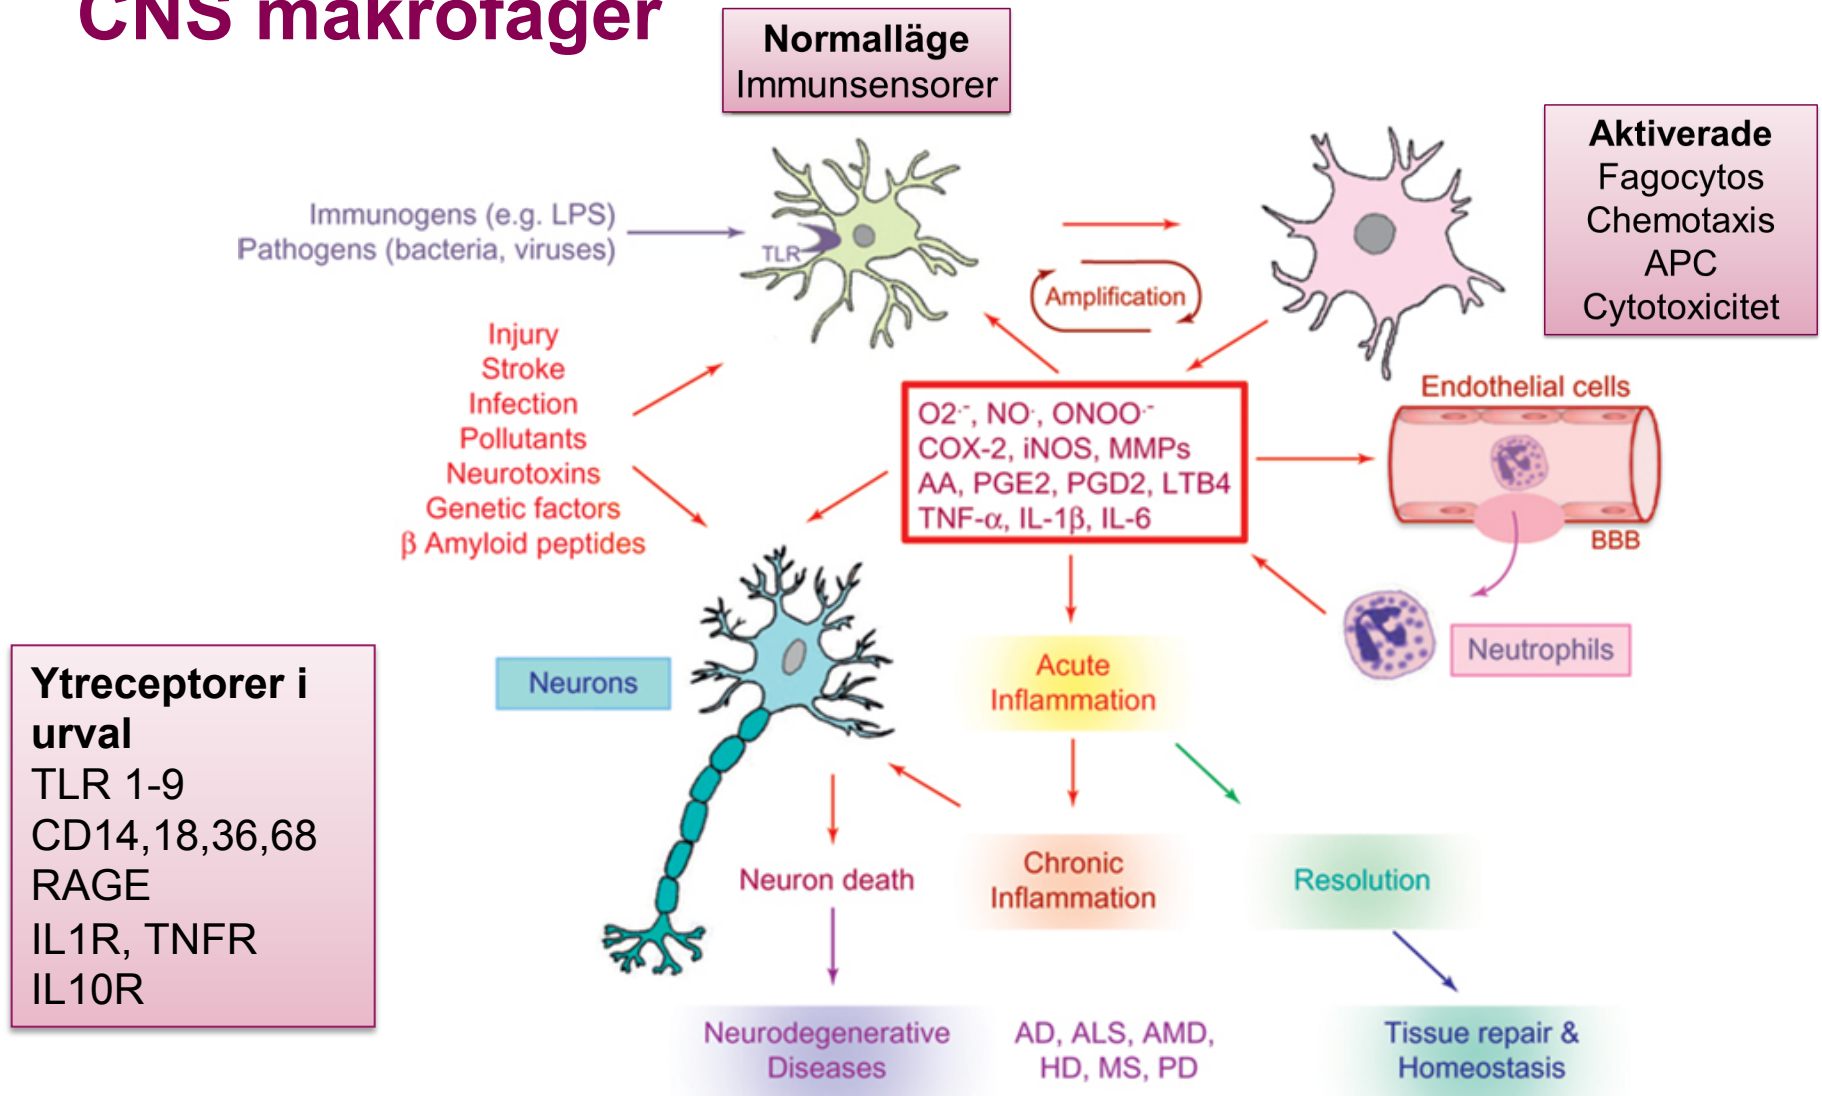 CNS makrofager
Normalläge
Immunsensorer
Aktiverade
Fagocytos
Chemotaxis
APC
Cytotoxicitet
Immunogens (e.g. LPS)
Pathogens (bacteria, viruses)
TLR
Amplification
Injury
Stroke
Infection
Pollutants
Neurotoxins
Genetic factors
β Amyloid peptides
O2·-, NO·, ONOO·-
COX-2, iNOS, MMPs
AA, PGE2, PGD2, LTB4
TNF-α, IL-1β, IL-6
Endothelial cells
BBB
Neutrophils
Neurons
Acute
Inflammation
Ytreceptorer i
urval
TLR 1-9
CD14,18,36,68
RAGE
IL1R, TNFR
IL10R
Neuron death
Chronic
Inflammation
Resolution
Neurodegenerative
Diseases
AD, ALS, AMD,
HD, MS, PD
Tissue repair &
Homeostasis